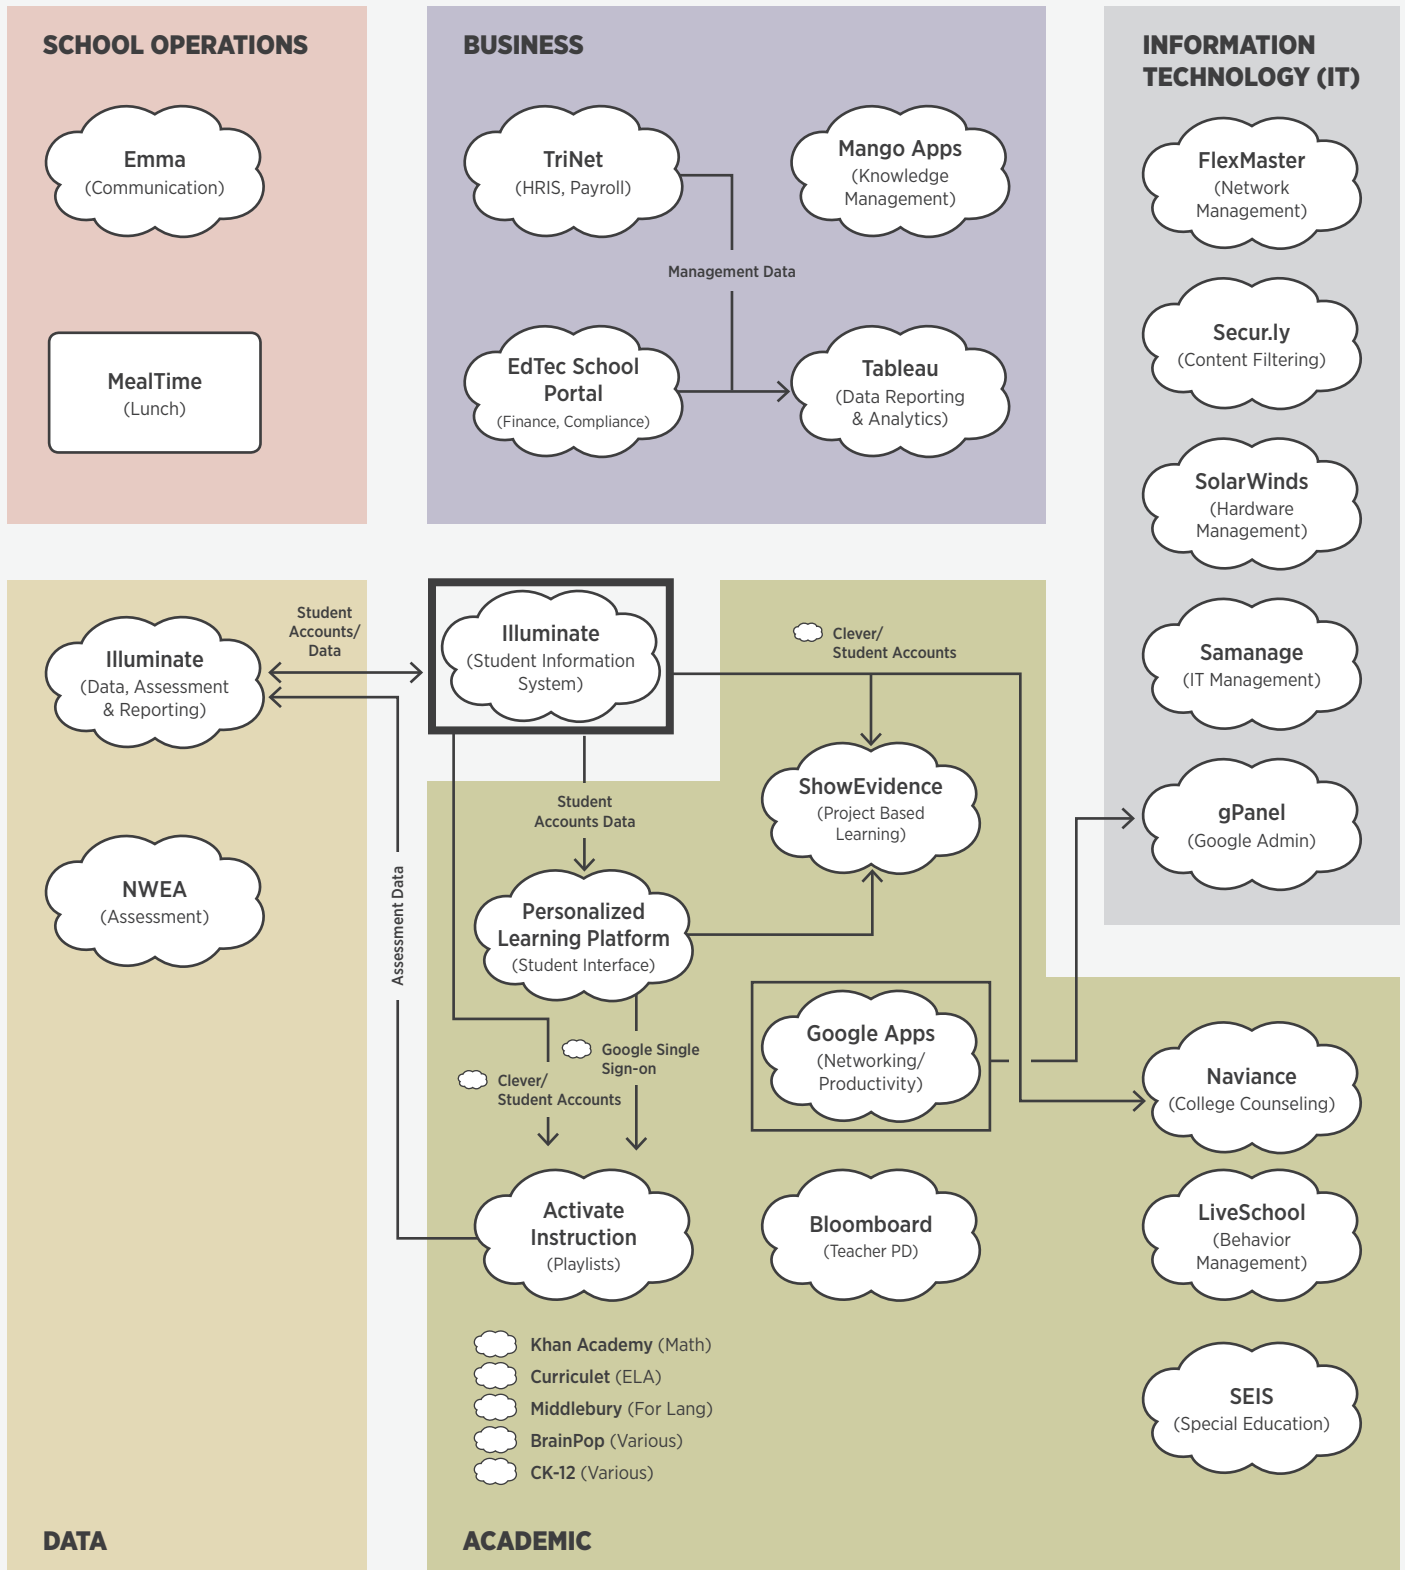 SCHOOL OPERATIONS
Emma
(Communication)
MealTime
(Lunch)
BUSINESS
TriNet
(HRIS, Payroll)
Mango Apps
(Knowledge
Management)
Management Data
EdTec School
Portal
(Finance, Compliance)
Tableau
(Data Reporting
& Analytics)
INFORMATION
TECHNOLOGY (IT)
FlexMaster
(Network
Management)
Secur.ly
(Content Filtering)
SolarWinds
(Hardware
Management)
Samanage
(IT Management)
gPanel
(Google Admin)
Student
Accounts/
Data
Illuminate
(Data, Assessment
& Reporting)
NWEA
(Assessment)
DATA
Assessment Data
Illuminate
(Student Information
System)
Clever/
Student Accounts
Student
Accounts Data
ShowEvidence
(Project Based
Learning)
Personalized
Learning Platform
(Student Interface)
Google Single
Sign-on
Clever/
Student Accounts
Google Apps
(Networking/
Productivity)
Naviance
(College Counseling)
Activate
Instruction
(Playlists)
Bloomboard
(Teacher PD)
LiveSchool
(Behavior
Management)
Khan Academy (Math)
Curriculet (ELA)
Middlebury (For Lang)
BrainPop (Various)
CK-12 (Various)
SEIS
(Special Education)
ACADEMIC